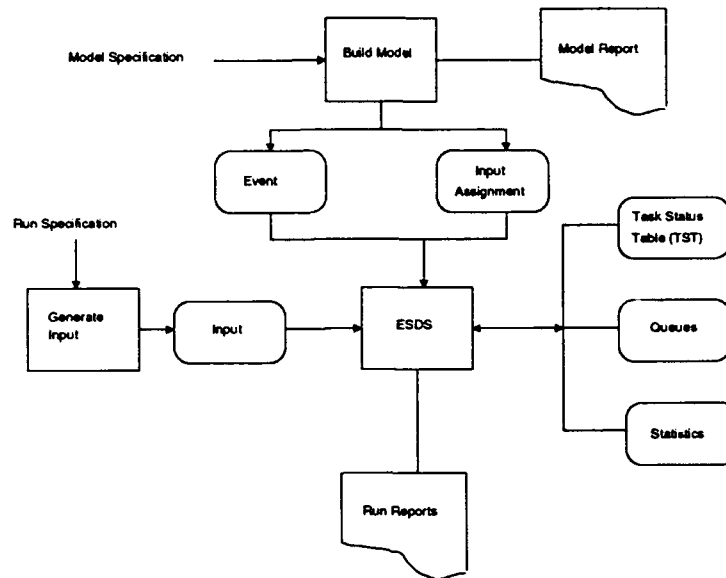 Model Specification
Build Model
Model Report
Event
Input
Assignment
Run Specification
Task Status
Table (TST)
Generate
Input
Input
ESDS
Queues
Statistics
Run Reports